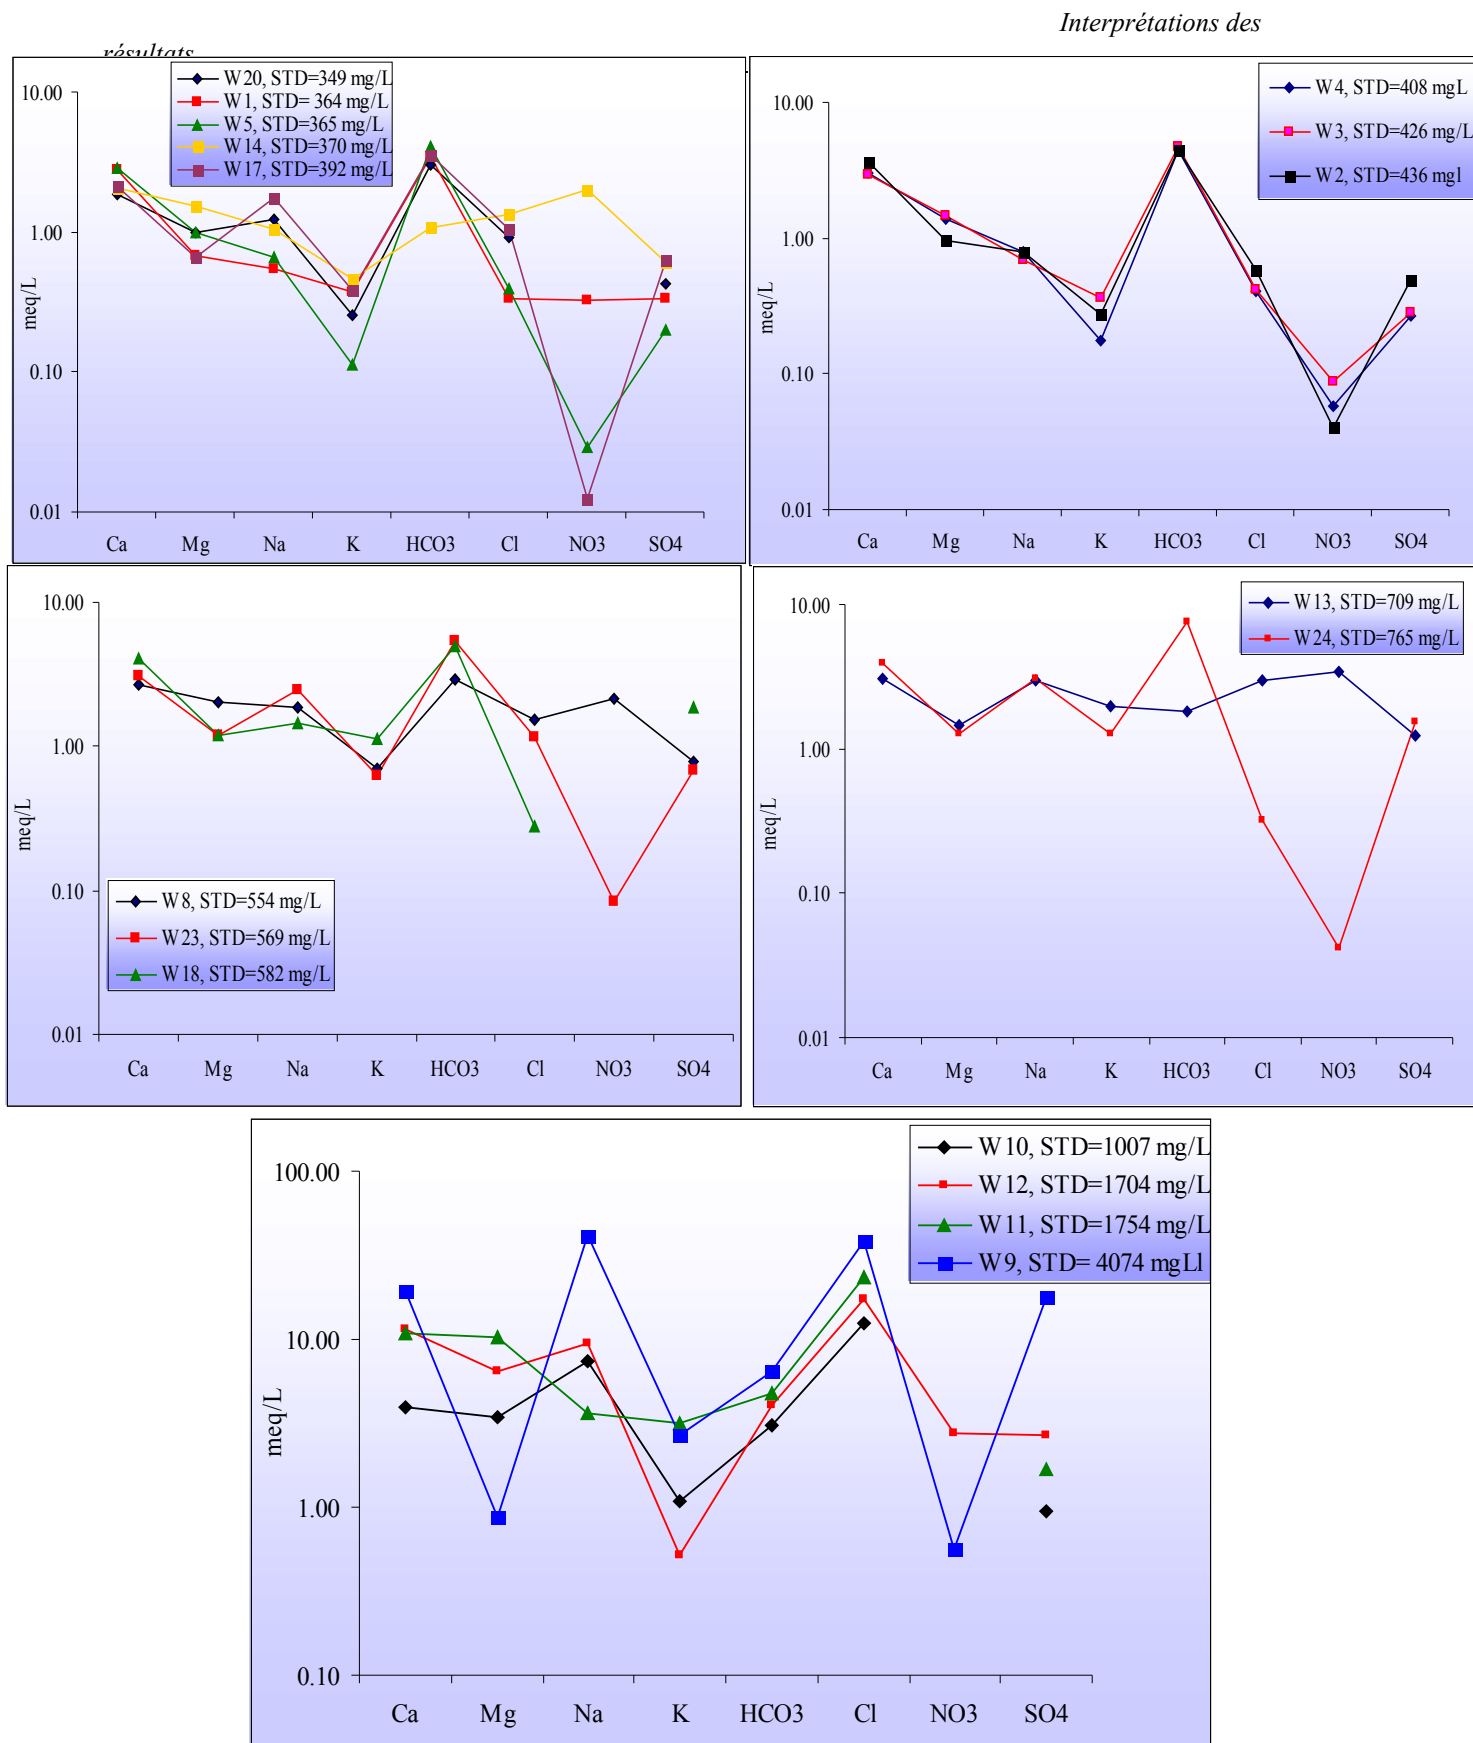 Interprétations des
résultats
W20, STD=349 mg/L
W1, STD= 364 mg/L
W5, STD=365 mg/L
W14, STD=370 mg/L
W17, STD=392 mg/L
10.00
1.00
0.10
0.01
meq/L
Ca Mg Na K HCO3 Cl NO3 SO4
W4, STD=408 mgL
W3, STD=426 mg/L
W2, STD=436 mgl
10.00
1.00
0.10
0.01
meq/L
Ca Mg Na K HCO3 Cl NO3 SO4
10.00
1.00
0.10
0.01
meq/L
W8, STD=554 mg/L
W23, STD=569 mg/L
W18, STD=582 mg/L
Ca Mg Na K HCO3 Cl NO3 SO4
W13, STD=709 mg/L
W24, STD=765 mg/L
10.00
1.00
0.10
0.01
meq/L
Ca Mg Na K HCO3 Cl NO3 SO4
W10, STD=1007 mg/L
W12, STD=1704 mg/L
W11, STD=1754 mg/L
W9, STD= 4074 mgLl
100.00
10.00
1.00
0.10
meq/L
Ca Mg Na K HCO3 Cl NO3 SO4